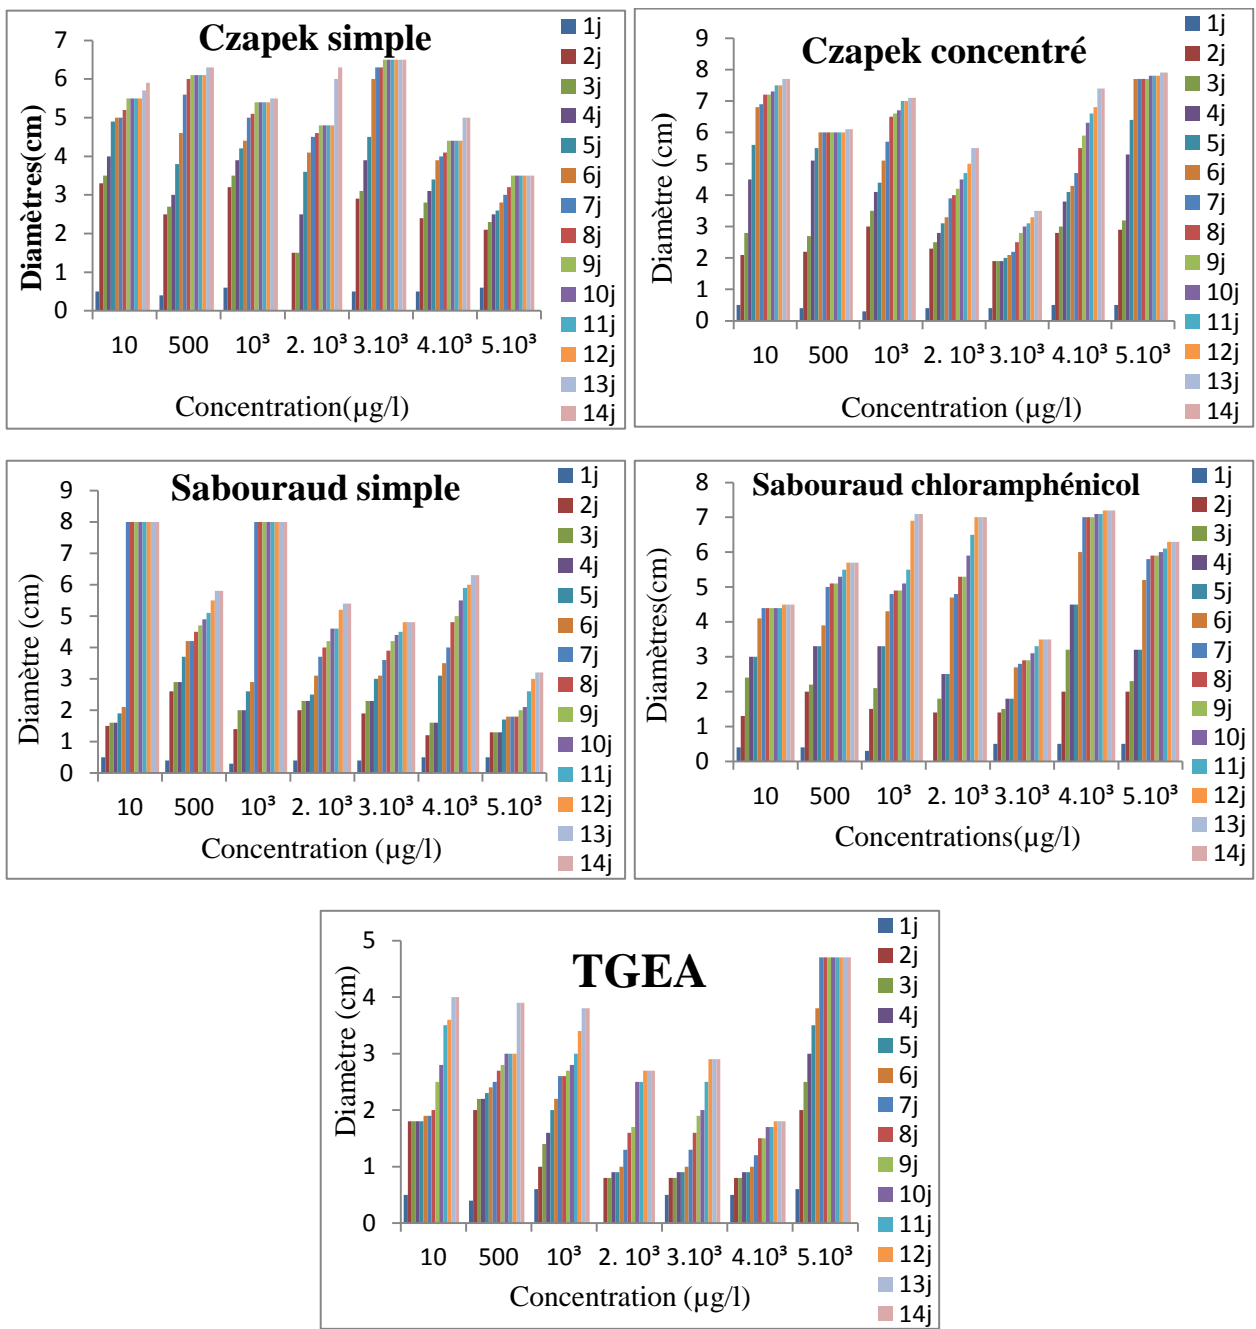 Czapek simple
7
6
5
4
3
2
1
0
Diamètres(cm)
10 500 10³ 2. 10³ 3.10³ 4.10³ 5.10³
Concentration(µg/l)
1j
2j
3j
4j
5j
6j
7j
8j
9j
10j
11j
12j
13j
14j
Czapek concentré
9
8
7
6
5
4
3
2
1
0
Diamètre (cm)
10 500 10³ 2. 10³ 3.10³ 4.10³ 5.10³
Concentration (µg/l)
1j
2j
3j
4j
5j
6j
7j
8j
9j
10j
11j
12j
13j
14j
Sabouraud simple
9
8
7
6
5
4
3
2
1
0
Diamètre (cm)
10 500 10³ 2. 10³ 3.10³ 4.10³ 5.10³
Concentration (µg/l)
1j
2j
3j
4j
5j
6j
7j
8j
9j
10j
11j
12j
13j
14j
Sabouraud chloramphénicol
8
7
6
5
4
3
2
1
0
Diamètres(cm)
10 500 10³ 2. 10³ 3.10³ 4.10³ 5.10³
Concentrations(µg/l)
1j
2j
3j
4j
5j
6j
7j
8j
9j
10j
11j
12j
13j
14j
TGEA
5
4
3
2
1
0
Diamètre (cm)
10 500 10³ 2. 10³ 3.10³ 4.10³ 5.10³
Concentration (µg/l)
1j
2j
3j
4j
5j
6j
7j
8j
9j
10j
11j
12j
13j
14j